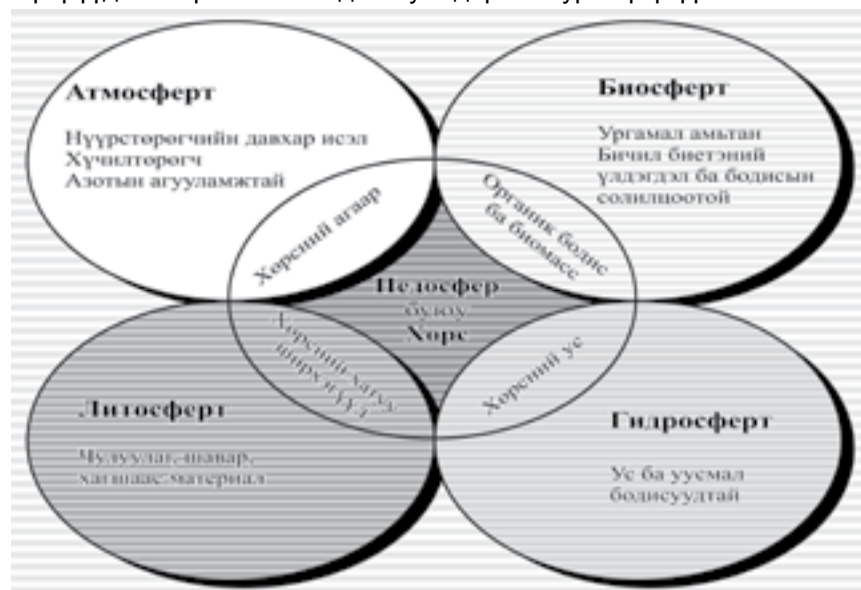 Атмосферт
Нүүрстөрөгчийн давхар исэл
Хүчилтөрөгч
Азотын агууламжтай
Биосферт
Ургамал амьтан
Бичил биетэний
үлдэгдэл ба бодисын
солилцоотой
Хөрсний агаар
Органик бодис
ба биомасс
Педосфер
буюу
Хөрс
Хөрсний хатуу
ширхэгүүд
Хөрсний ус
Литосферт
Чулуулаг, шавар,
хагшаас материал
Гидросферт
Ус ба уусмал
бодисуудтай